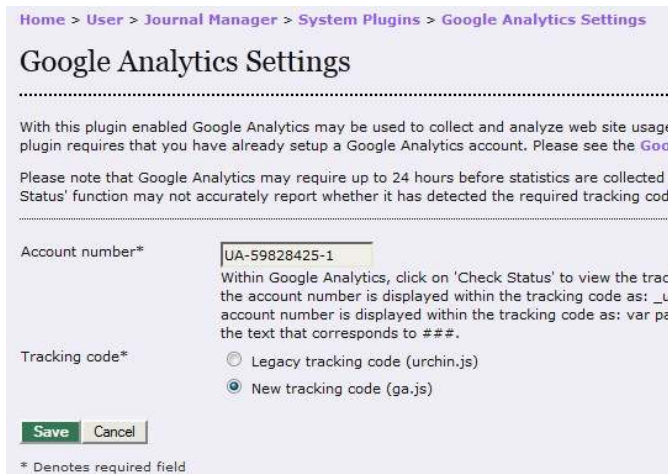 Home > User > Journal Manager > System Plugins > Google Analytics Settings
Google Analytics Settings
With this plugin enabled Google Analytics may be used to collect and analyze web site usage
plugin requires that you have already setup a Google Analytics account. Please see the Goo
Please note that Google Analytics may require up to 24 hours before statistics are collected
Status' function may not accurately report whether it has detected the required tracking cod
Account number*
UA-59828425-1
Within Google Analytics, click on 'Check Status' to view the trac
the account number is displayed within the tracking code as: _u
account number is displayed within the tracking code as: var pa
the text that corresponds to ###.
Tracking code*
Legacy tracking code (urchin.js)
New tracking code (ga.js)
Save Cancel
* Denotes required field